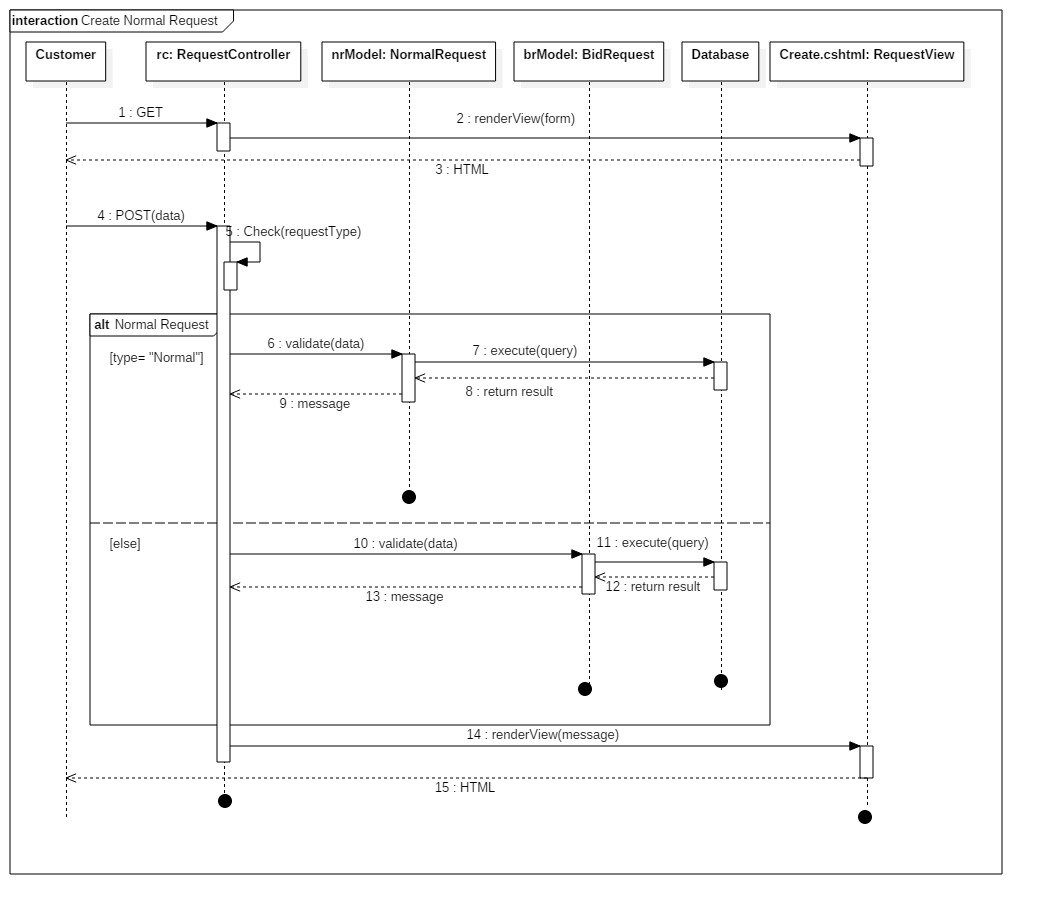 interaction Create Normal Request
Customer
rc: RequestController
nrModel: NormalRequest
brModel: BidRequest
Database
Create.cshtml: RequestView
1 : GET
2 : renderView(form)
3 : HTML
4 : POST(data)
5 : Check(requestType)
alt Normal Request
[type= "Normal"]
6 : validate(data)
7 : execute(query)
8 : return result
9 : message
[else]
10 : validate(data)
11 : execute(query)
12 : return result
13 : message
14 : renderView(message)
15 : HTML